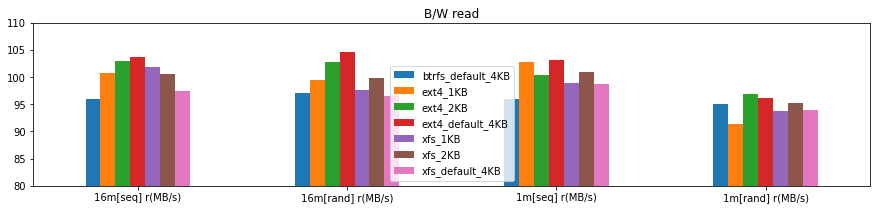 B/W read
110
105
100
95
90
85
80
btrfs_default_4KB
ext4_1KB
ext4_2KB
ext4_default_4KB
xfs_1KB
xfs_2KB
xfs_default_4KB
16m[seq] r(MB/s)
16m[rand] r(MB/s)
1m[seq] r(MB/s)
1m[rand] r(MB/s)